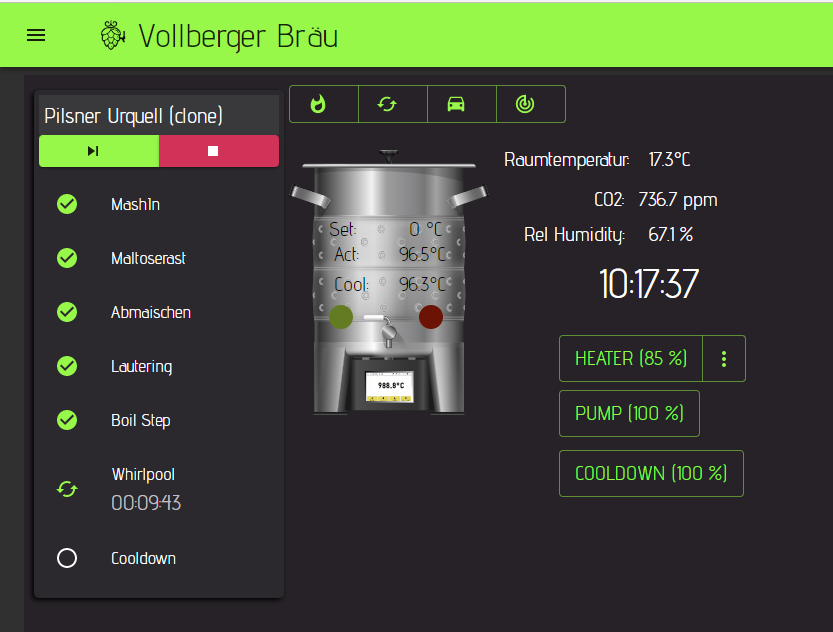 Vollberger Bräu
Pilsner Urquell (clone)
MashIn
Maltoserast
Abmaischen
Lautering
Boil Step
Whirlpool
00:09:43
Cooldown
Set: 0 °C
Act: 96.5°C
Cool: 96.3°C
988.8°C
Raumtemperatur: 17.3°C
CO2: 736.7 ppm
Rel Humidity: 67.1 %
10:17:37
HEATER (85 %)
PUMP (100 %)
COOLDOWN (100 %)